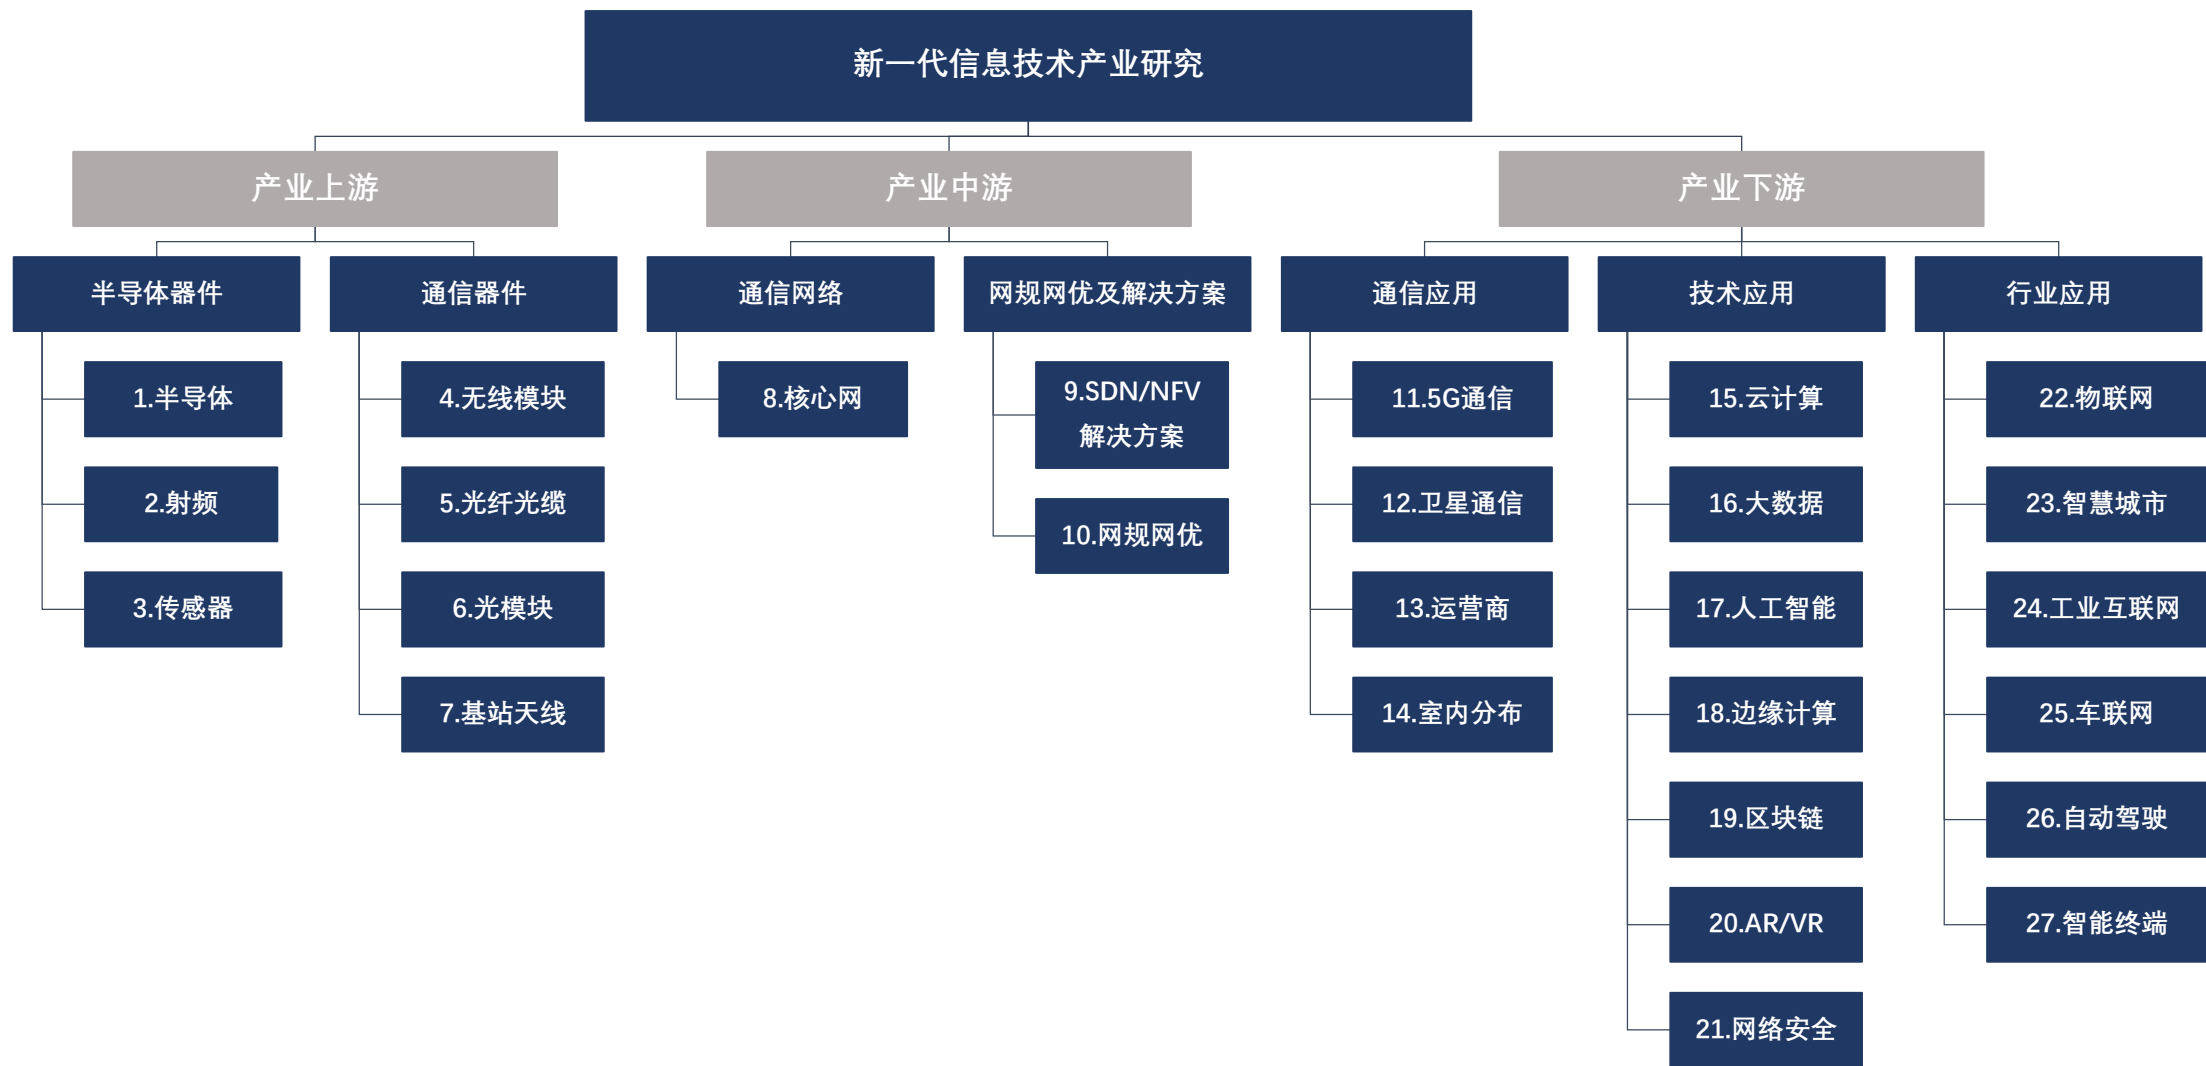 新一代信息技术产业研究
产业上游
产业中游
产业下游
半导体器件
通信器件
通信网络
网规网优及解决方案
通信应用
技术应用
行业应用
1.半导体
2.射频
3.传感器
4.无线模块
5.光纤光缆
6.光模块
7.基站天线
8.核心网
9.SDN/NFV
解决方案
10.网规网优
11.5G通信
12.卫星通信
13.运营商
14.室内分布
15.云计算
16.大数据
17.人工智能
18.边缘计算
19.区块链
20.AR/VR
21.网络安全
22.物联网
23.智慧城市
24.工业互联网
25.车联网
26.自动驾驶
27.智能终端